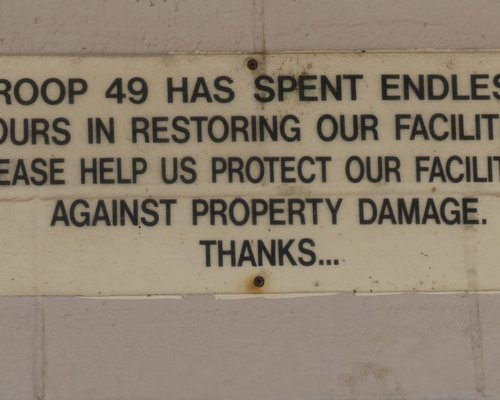 ROOP 49 HAS SPENT ENDLES
OURS IN RESTORING OUR FACILIT
EASE HELP US PROTECT OUR FACILIT
AGAINST PROPERTY DAMAGE.
THANKS...